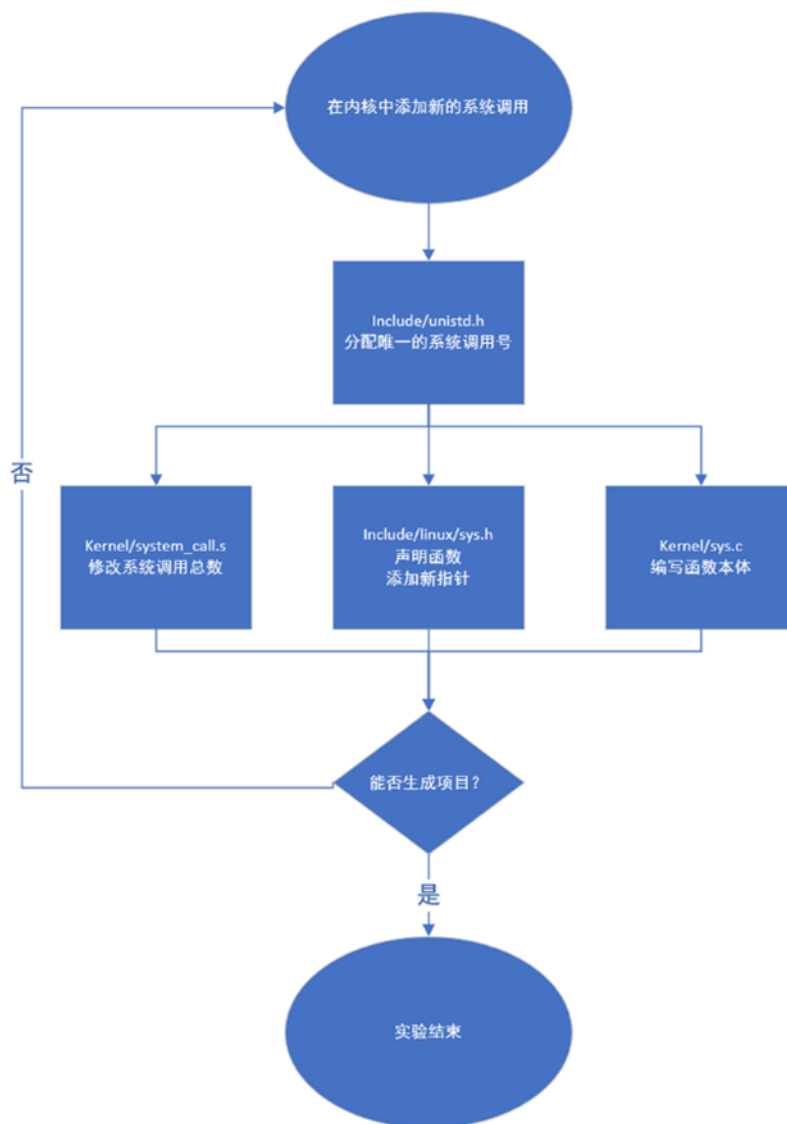 在内核中添加新的系统调用
Include/unistd.h
分配唯一的系统调用号
否
Kernel/system_call.s
修改系统调用总数
Include/linux/sys.h
声明函数
添加新指针
Kernel/sys.c
编写函数本体
能否生成项目？
是
实验结束